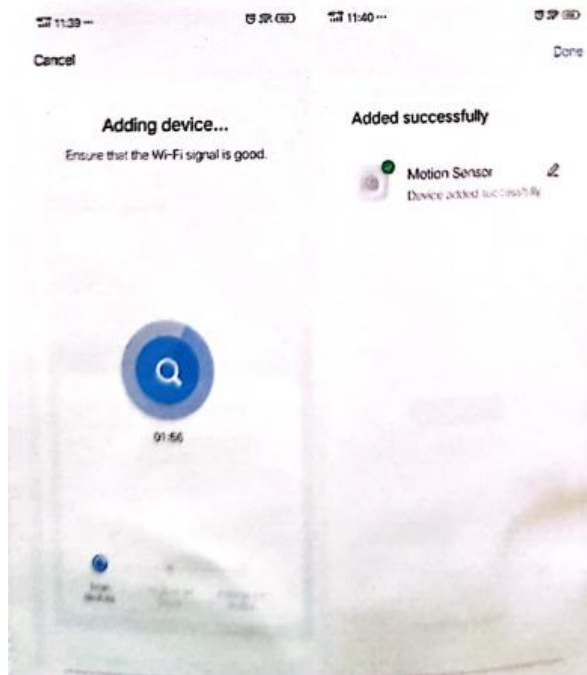 11:39
Cancel
Adding device...
Ensure that the Wi-Fi signal is good.
01:56
11:40
Done
Added successfully
Motion Sensor
Device added successfully